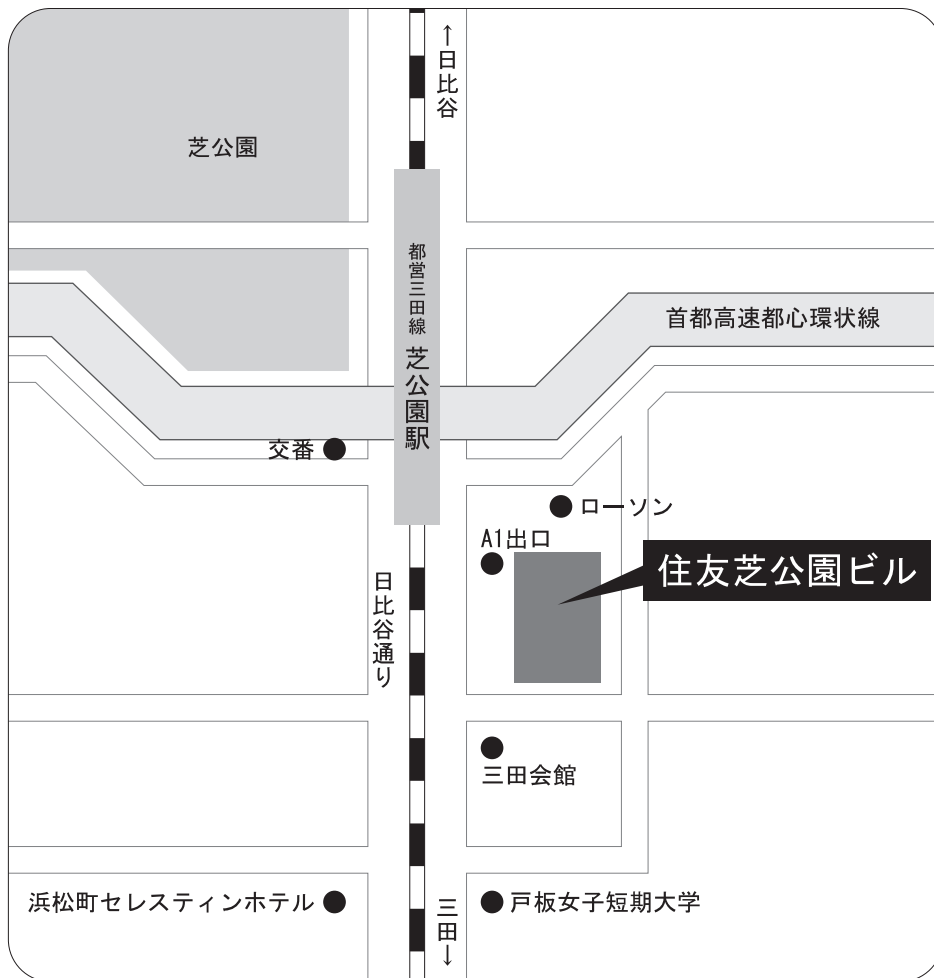 ↑日比谷
芝公園
都営三田線 芝公園駅
首都高速都心環状線
交番
ローソン
A1出口
住友芝公園ビル
日比谷通り
三田会館
浜松町セレスティンホテル
戸板女子短期大学
三田↓